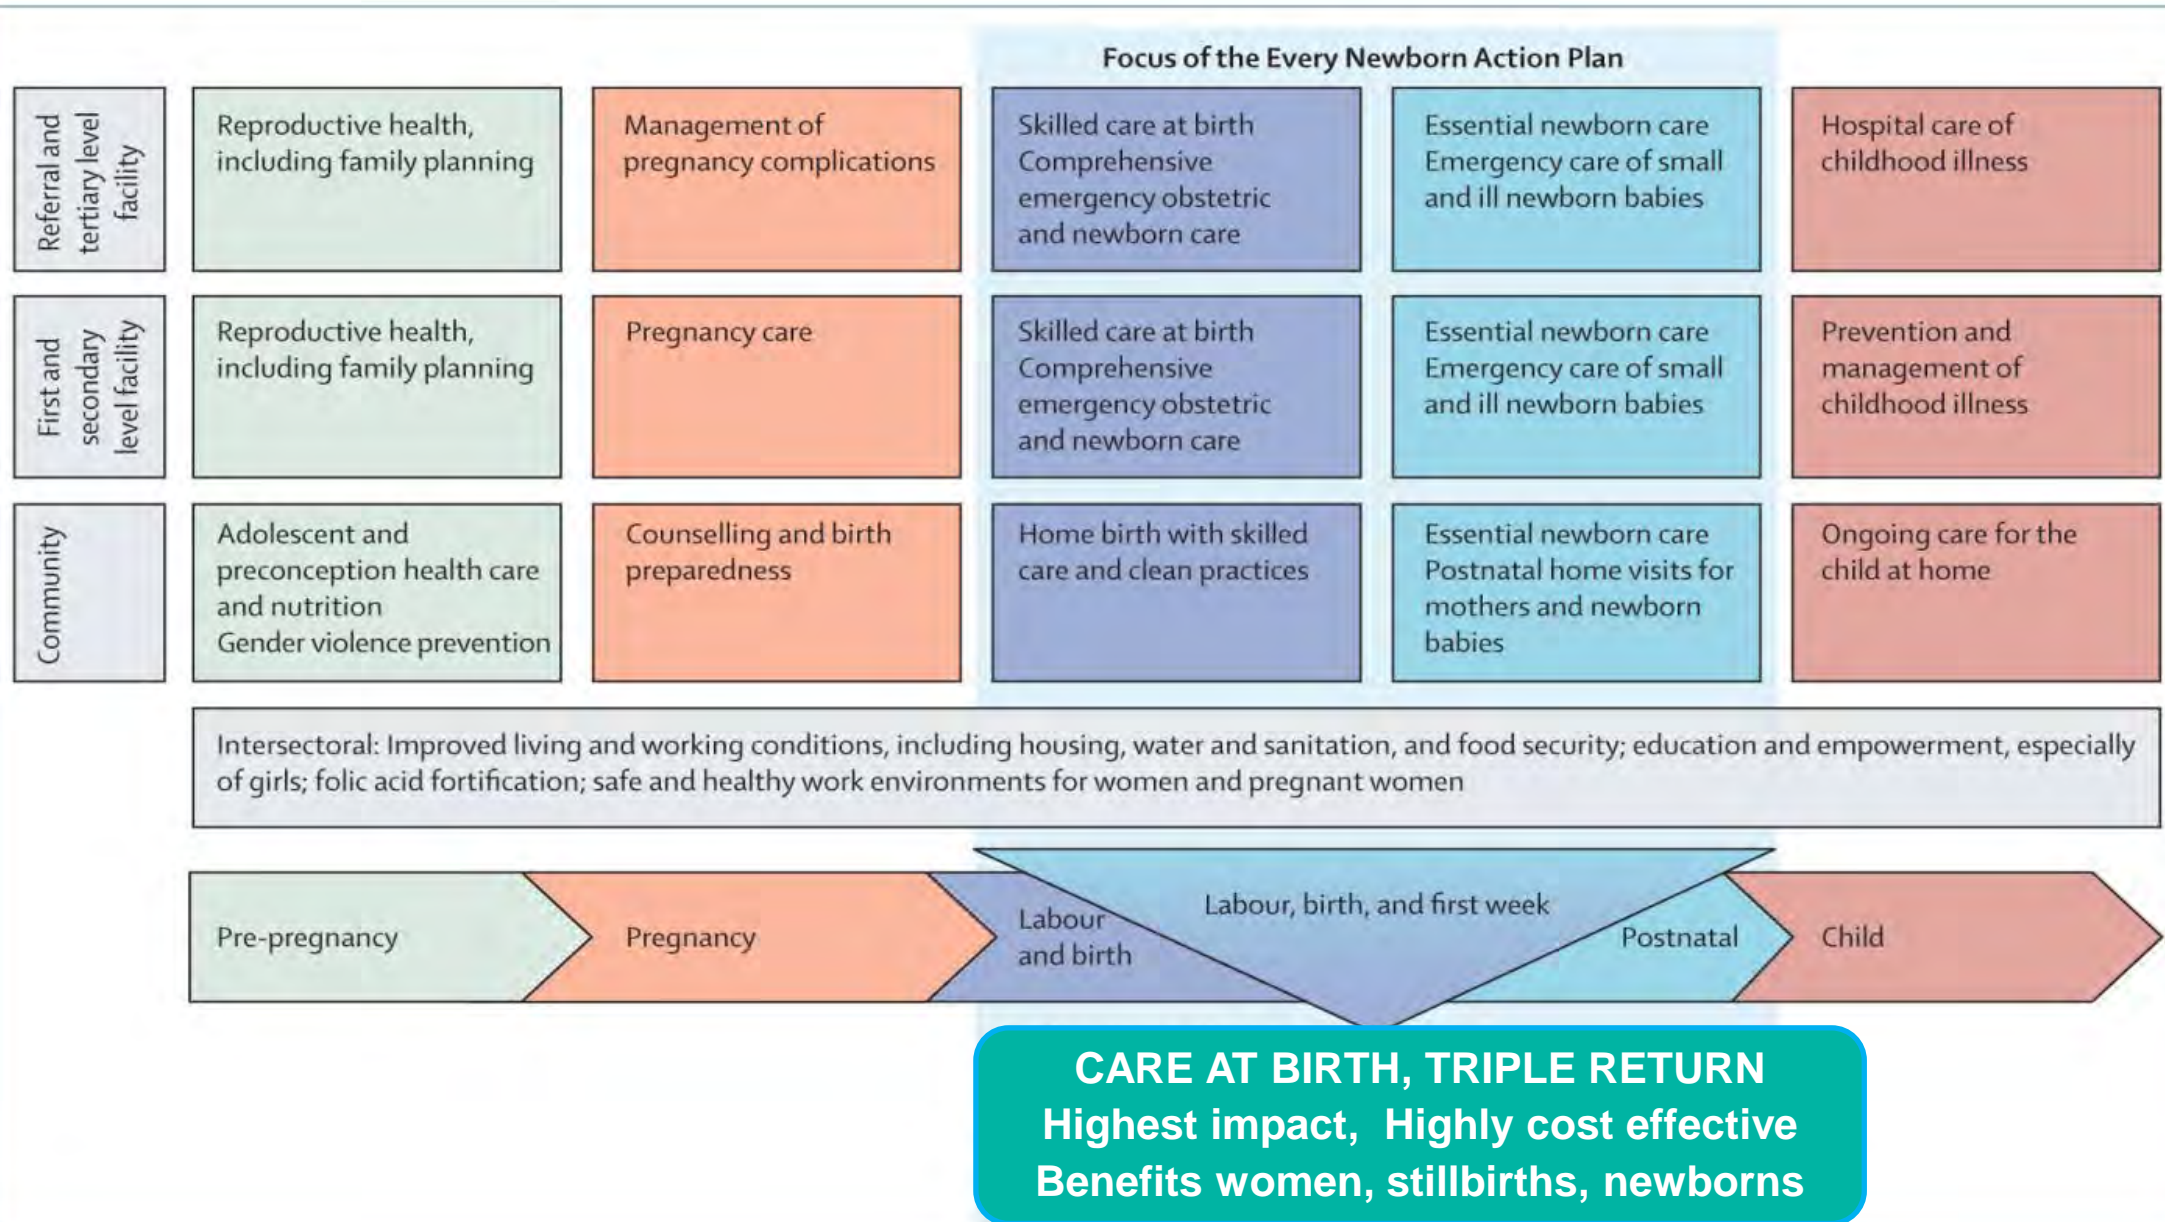 Focus of the Every Newborn Action Plan
Referral and
tertiary level
facility
Reproductive health,
including family planning
Management of
pregnancy complications
Skilled care at birth
Comprehensive
emergency obstetric
and newborn care
Essential newborn care
Emergency care of small
and ill newborn babies
Hospital care of
childhood illness
First and
secondary
level facility
Reproductive health,
including family planning
Pregnancy care
Skilled care at birth
Comprehensive
emergency obstetric
and newborn care
Essential newborn care
Emergency care of small
and ill newborn babies
Prevention and
management of
childhood illness
Community
Adolescent and
preconception health care
and nutrition
Gender violence prevention
Counselling and birth
preparedness
Home birth with skilled
care and clean practices
Essential newborn care
Postnatal home visits for
mothers and newborn
babies
Ongoing care for the
child at home
Intersectoral: Improved living and working conditions, including housing, water and sanitation, and food security; education and empowerment, especially
of girls; folic acid fortification; safe and healthy work environments for women and pregnant women
Pre-pregnancy
Pregnancy
Labour
and birth
Labour, birth, and first week
Postnatal
Child
CARE AT BIRTH, TRIPLE RETURN
Highest impact, Highly cost effective
Benefits women, stillbirths, newborns